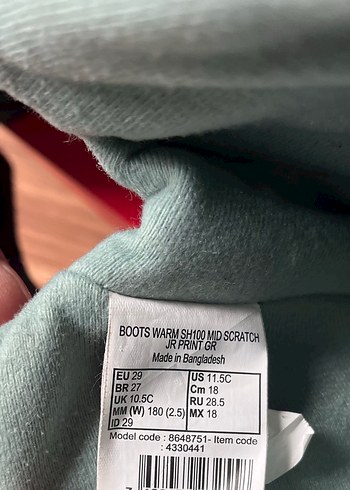 BOOTS WARM SH100 MID SCRATCH
JR PRINT GR
Made in Bangladesh
EU 29 US 11.5C
BR 27 Cm 18
UK 10.5C RU 28.5
MM (W) 180 (2.5) MX 18
ID 29
Model code : 8648751- Item code
: 4330441